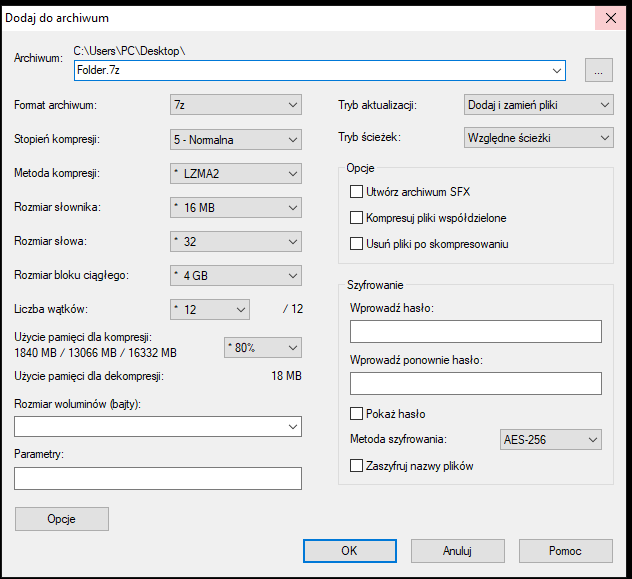 Dodaj do archiwum
Archiwum:
C:\Users\PC\Desktop\
Folder.7z
...
Format archiwum:
7z
Stopień kompresji:
5 - Normalna
Metoda kompresji:
* LZMA2
Rozmiar słownika:
* 16 MB
Rozmiar słowa:
* 32
Rozmiar bloku ciągłego:
* 4 GB
Liczba wątków:
* 12
/ 12
Użycie pamięci dla kompresji:
1840 MB / 13066 MB / 16332 MB
* 80%
Użycie pamięci dla dekompresji:
18 MB
Rozmiar woluminów (bajty):
Parametry:
Opcje
Tryb aktualizacji:
Dodaj i zamień pliki
Tryb ścieżek:
Względne ścieżki
Opcje
Utwórz archiwum SFX
Kompresuj pliki współdzielone
Usuń pliki po skompresowaniu
Szyfrowanie
Wprowadź hasło:
Wprowadź ponownie hasło:
Pokaż hasło
Metoda szyfrowania:
AES-256
Zaszyfruj nazwy plików
OK
Anuluj
Pomoc